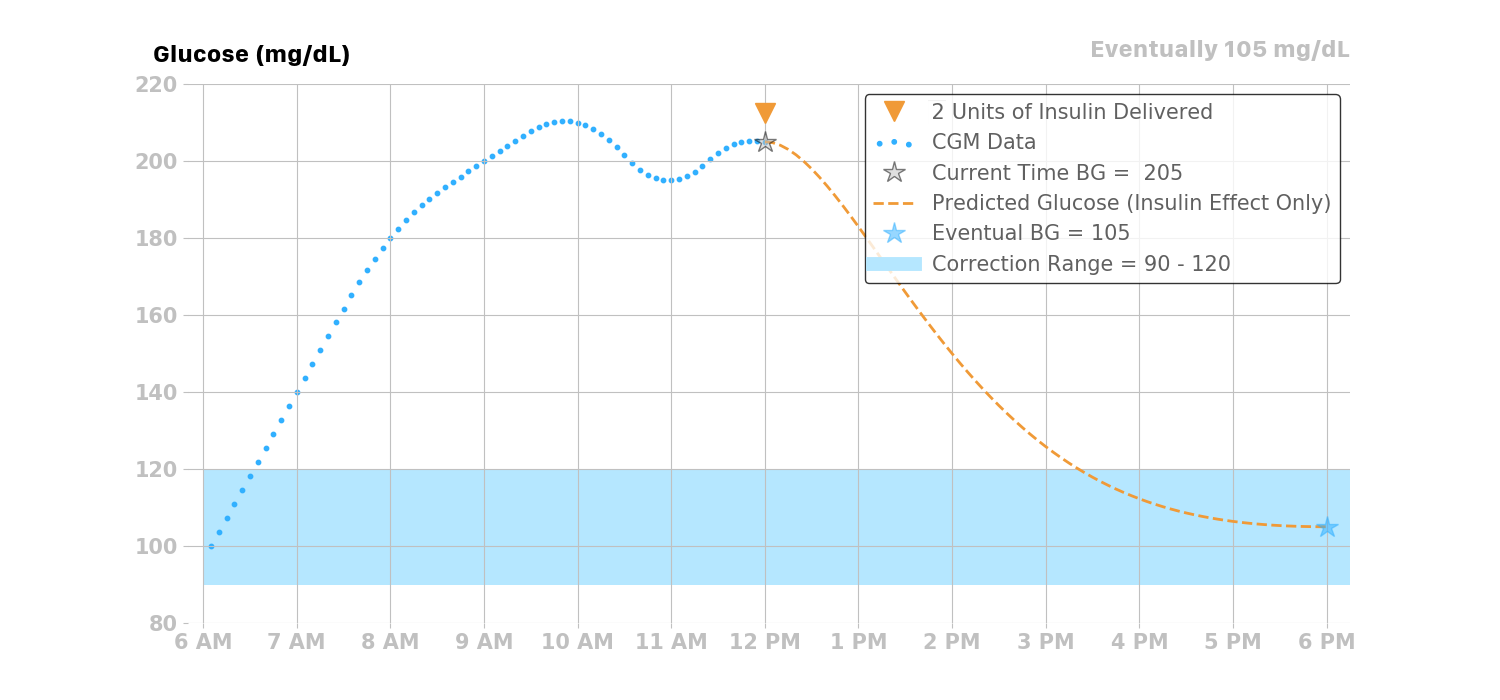 Glucose (mg/dL)
Eventually 105 mg/dL
220
200
180
160
140
120
100
80
2 Units of Insulin Delivered
CGM Data
Current Time BG =  205
Predicted Glucose (Insulin Effect Only)
Eventual BG = 105
Correction Range = 90 - 120
6 AM 7 AM 8 AM 9 AM 10 AM 11 AM 12 PM 1 PM 2 PM 3 PM 4 PM 5 PM 6 PM